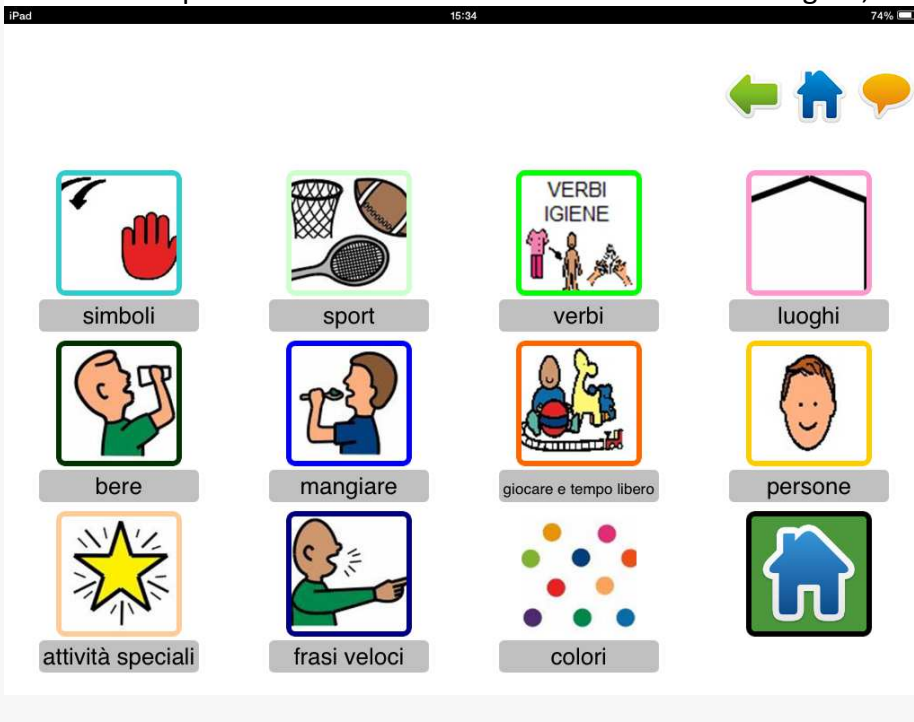 iPad 15:34 74%
VERBI
IGIENE
simboli sport verbi luoghi
bere mangiare giocare e tempo libero persone
attività speciali frasi veloci colori